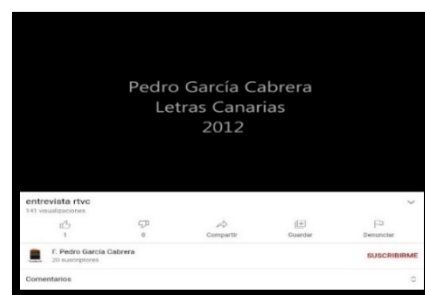 Pedro García Cabrera
Letras Canarias
2012
entrevista rtvc
141 visualizaciones
1
0
Compartir
Guardar
Denunciar
F. Pedro García Cabrera
20 suscriptores
SUSCRIBIRME
Comentarios